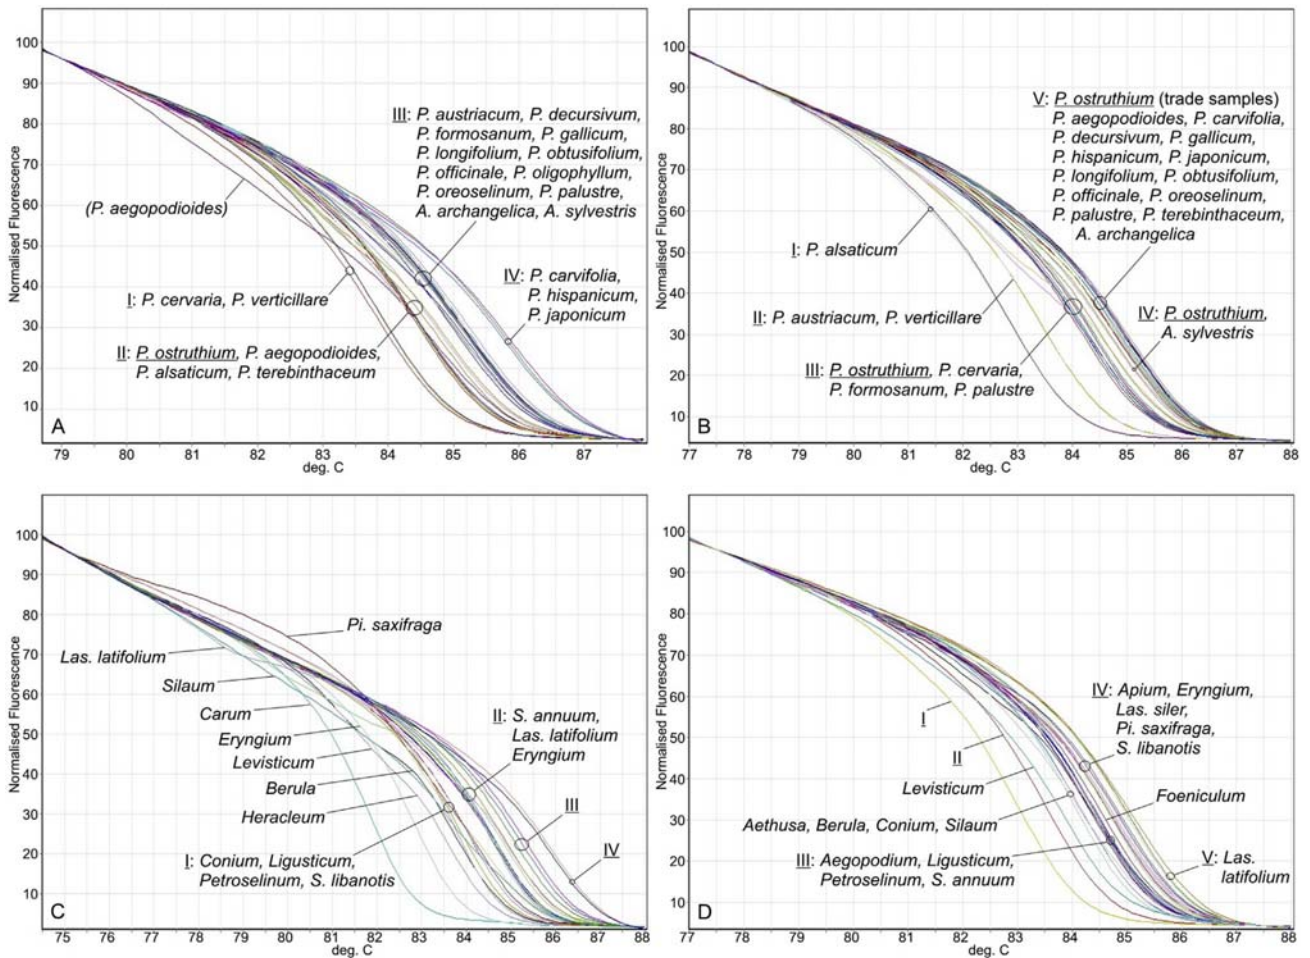 100
90
80
70
60
50
40
30
20
10
Normalised Fluorescence
III: P. austriacum, P. decursivum,
P. formosanum, P. gallicum,
P. longifolium, P. obtusifolium,
P. officinale, P. oligophyllum,
P. oreoselinum, P. palustre,
A. archangelica, A. sylvestris
(P. aegopodioides)
I: P. cervaria, P. verticillare
IV: P. carvifolia,
P. hispanicum,
P. japonicum
II: P. ostruthium, P. aegopodioides,
P. alsaticum, P. terebinthaceum
A
79 80 81 82 83 84 85 86 87
deg. C
100
90
80
70
60
50
40
30
20
10
Normalised Fluorescence
V: P. ostruthium (trade samples)
P. aegopodioides, P. carvifolia,
P. decursivum, P. gallicum,
P. hispanicum, P. japonicum,
P. longifolium, P. obtusifolium,
P. officinale, P. oreoselinum,
P. palustre, P. terebinthaceum,
A. archangelica
I: P. alsaticum
II: P. austriacum, P. verticillare
IV: P. ostruthium,
A. sylvestris
III: P. ostruthium, P. cervaria,
P. formosanum, P. palustre
B
77 78 79 80 81 82 83 84 85 86 87 88
deg. C
100
90
80
70
60
50
40
30
20
10
Normalised Fluorescence
Pi. saxifraga
Las. latifolium
Silaum
Carum
Eryngium
Levisticum
Berula
Heracleum
II: S. annuum,
Las. latifolium
Eryngium
III
IV
I: Conium, Ligusticum,
Petroselinum, S. libanotis
C
75 76 77 78 79 80 81 82 83 84 85 86 87 88
deg. C
100
90
80
70
60
50
40
30
20
10
Normalised Fluorescence
I
II
IV: Apium, Eryngium,
Las. siler,
Pi. saxifraga,
S. libanotis
Levisticum
Foeniculum
Aethusa, Berula, Conium, Silaum
III: Aegopodium, Ligusticum,
Petroselinum, S. annuum
V: Las.
latifolium
D
77 78 79 80 81 82 83 84 85 86 87 88
deg. C